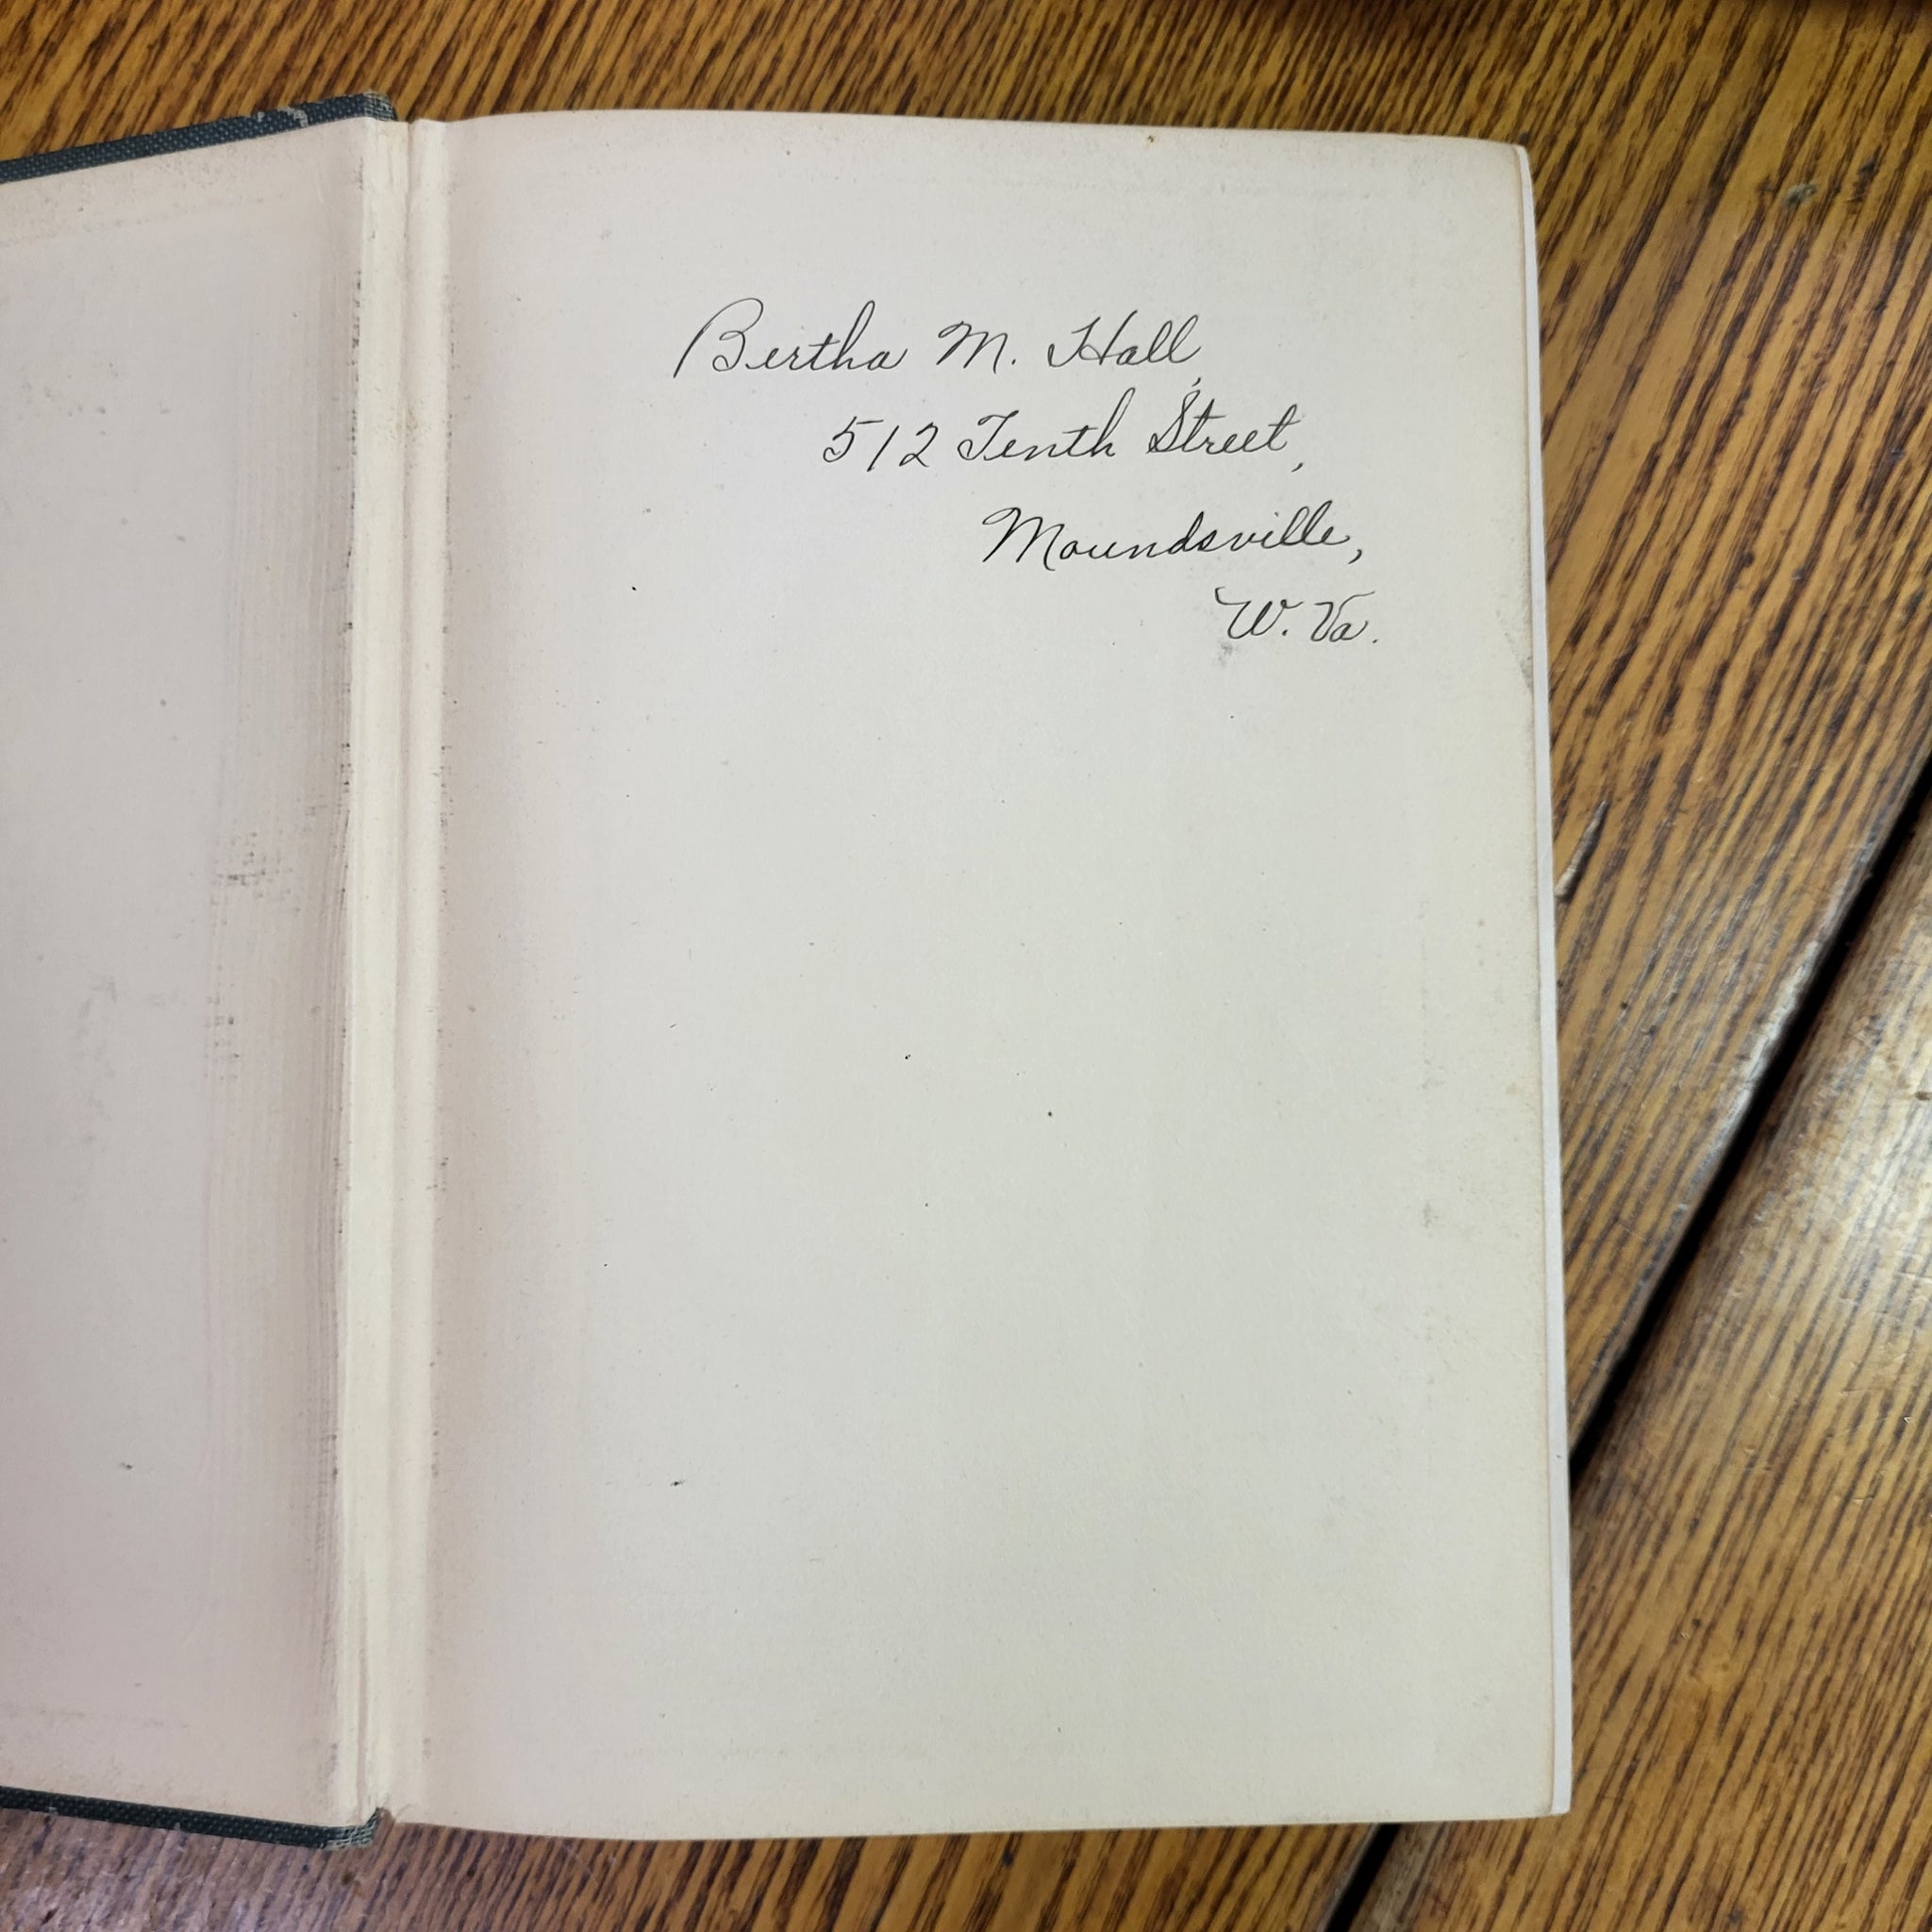 Bertha M. Hall,
512 Tenth Street,
Moundsville,
W. Va.